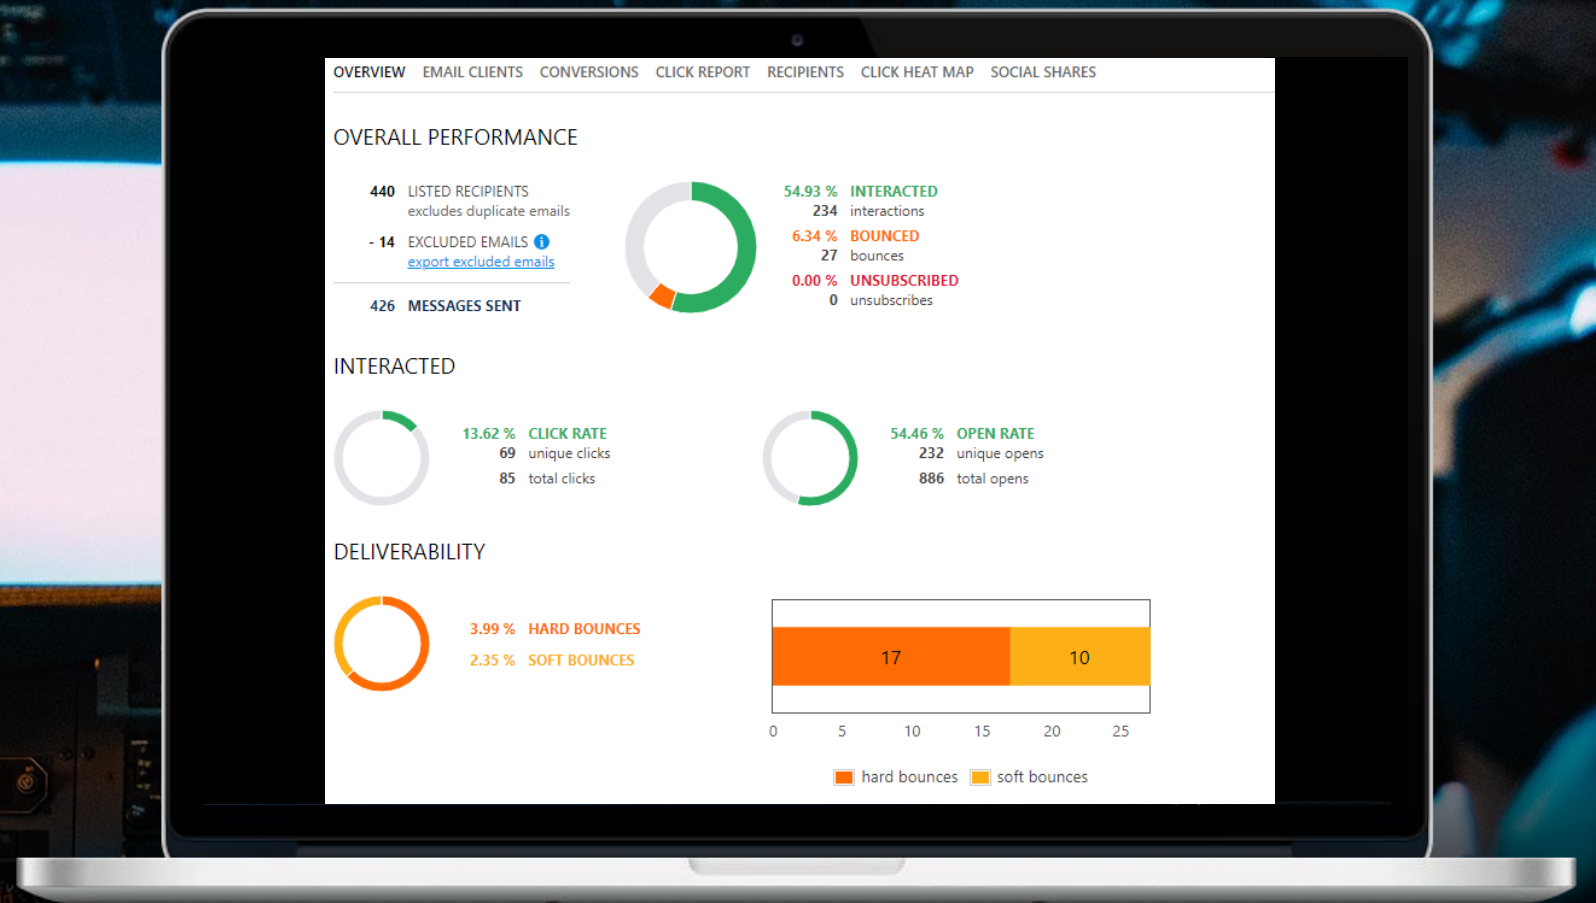 OVERVIEW EMAIL CLIENTS CONVERSIONS CLICK REPORT RECIPIENTS CLICK HEAT MAP SOCIAL SHARES
OVERALL PERFORMANCE
440 LISTED RECIPIENTS
excludes duplicate emails
- 14 EXCLUDED EMAILS
export excluded emails
426 MESSAGES SENT
54.93 % INTERACTED
234 interactions
6.34 % BOUNCED
27 bounces
0.00 % UNSUBSCRIBED
0 unsubscribes
INTERACTED
13.62 % CLICK RATE
69 unique clicks
85 total clicks
54.46 % OPEN RATE
232 unique opens
886 total opens
DELIVERABILITY
3.99 % HARD BOUNCES
2.35 % SOFT BOUNCES
17 10
0 5 10 15 20 25
hard bounces soft bounces